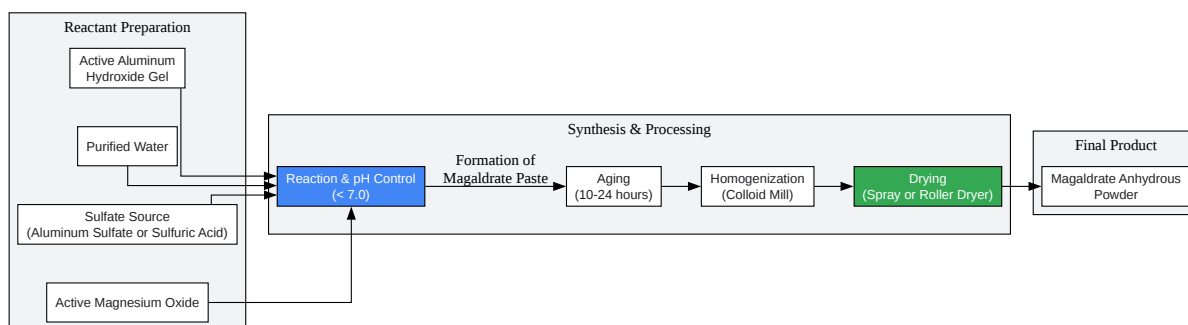 Reactant Preparation
Active Aluminum
Hydroxide Gel
Purified Water
Sulfate Source
(Aluminum Sulfate or Sulfuric Acid)
Active Magnesium Oxide
Synthesis & Processing
Reaction & pH Control
(< 7.0)
Formation of
Magaldrate Paste
Aging
(10-24 hours)
Homogenization
(Colloid Mill)
Drying
(Spray or Roller Dryer)
Final Product
Magaldrate Anhydrous
Powder